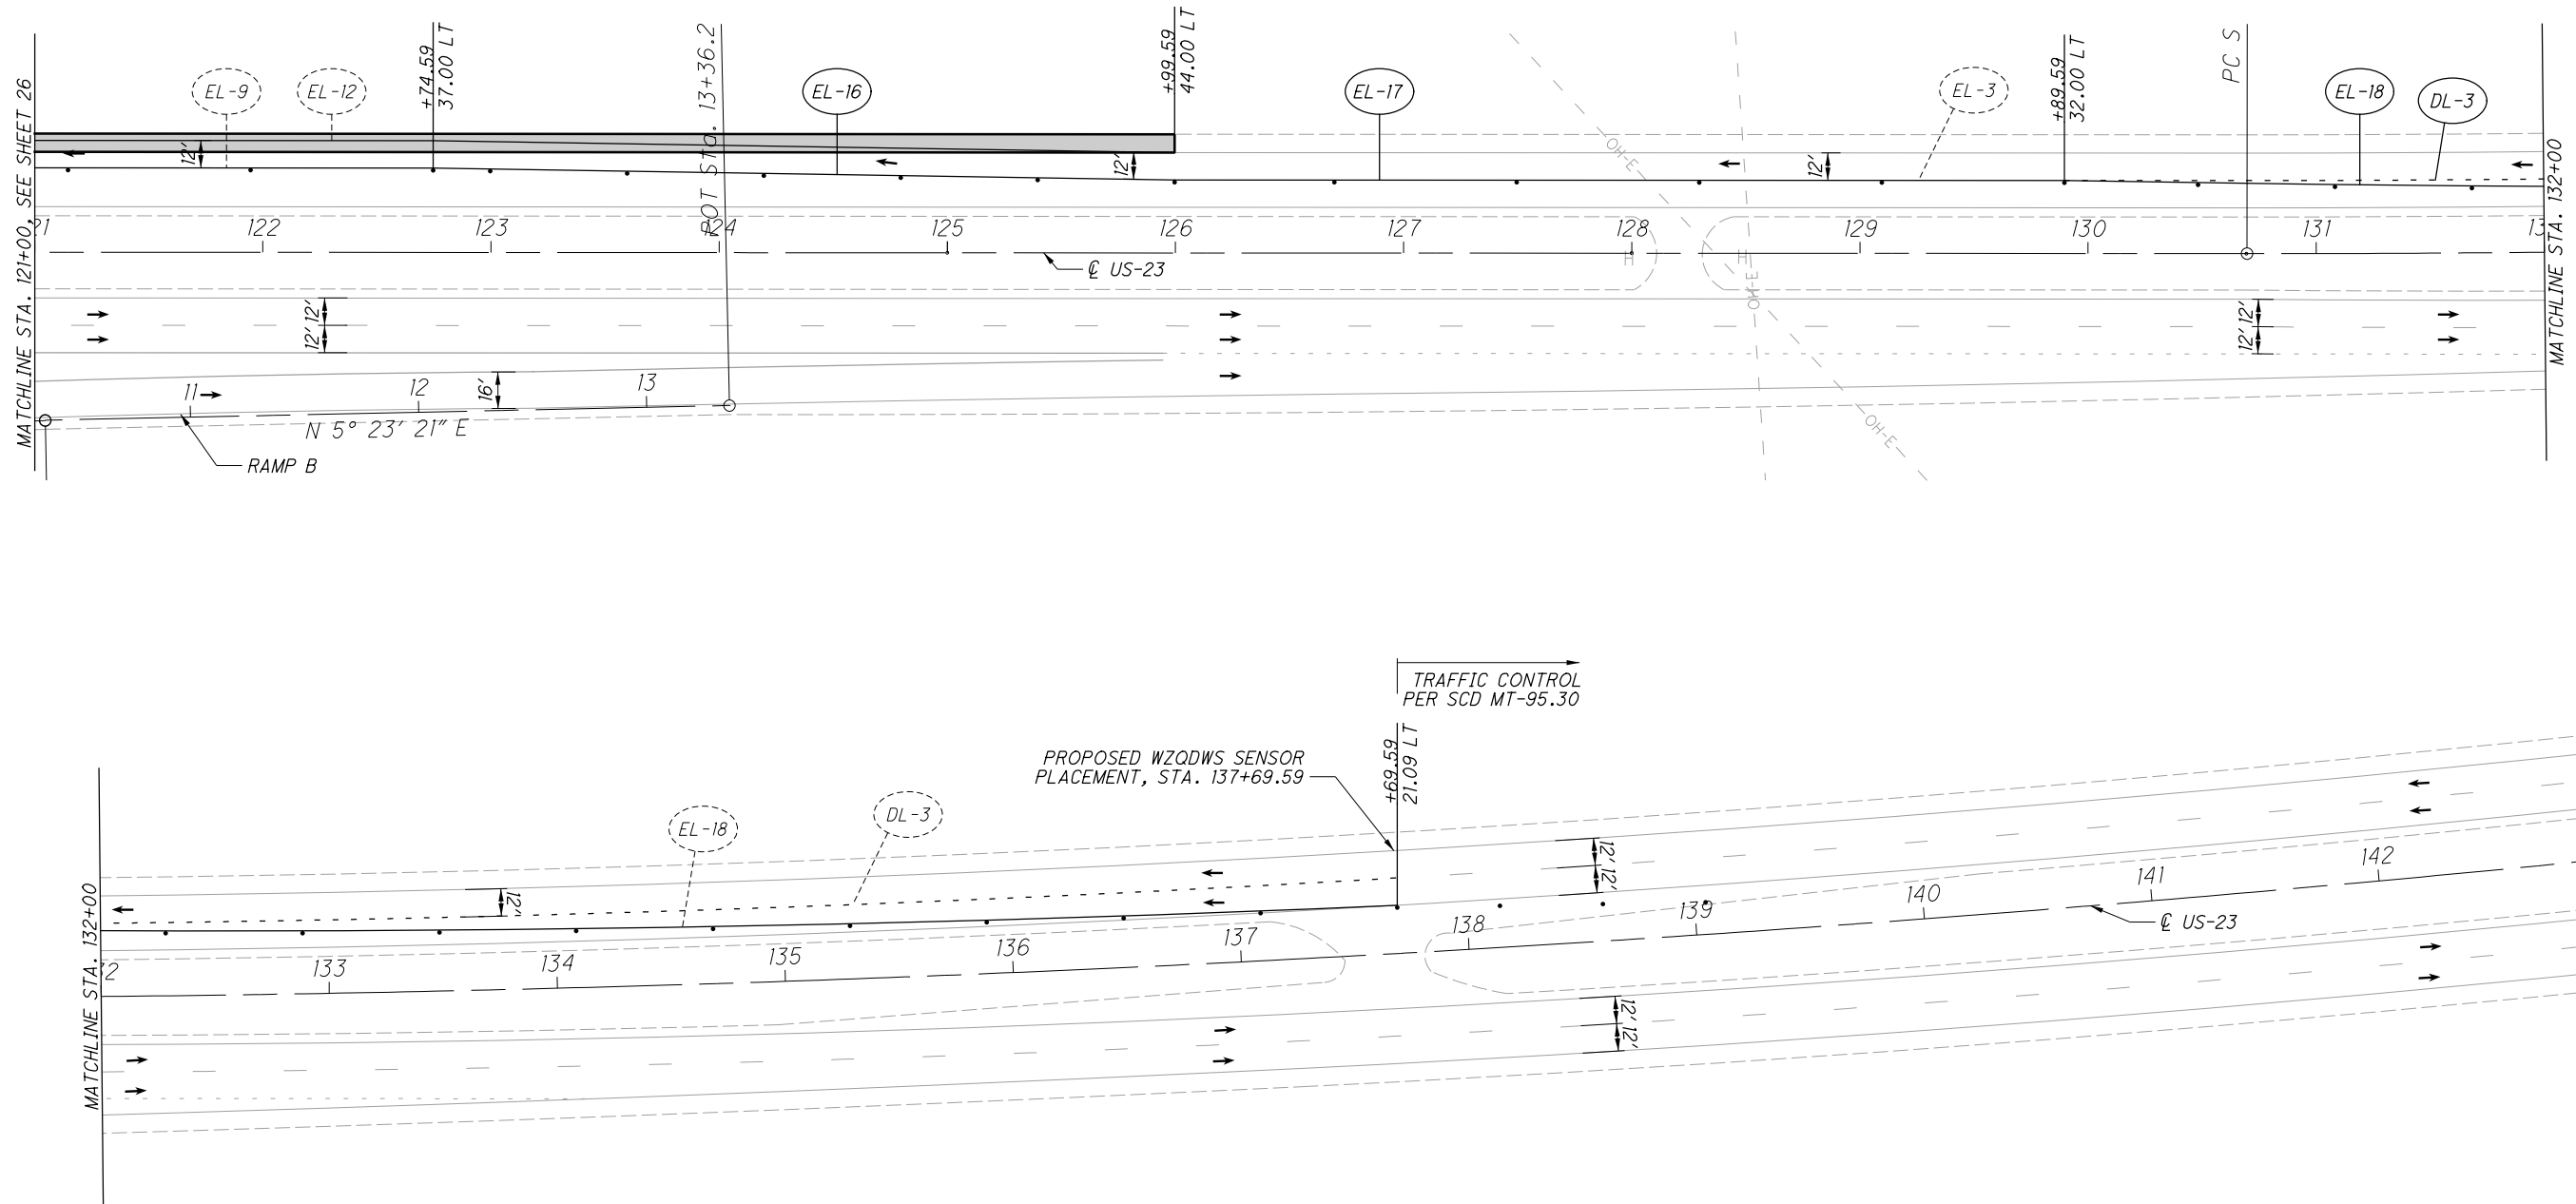 MATCHLINE STA. 121+00, SEE SHEET 26
EL-9
EL-12
+74.59
37.00 LT
POT Sta. 13+36.2
EL-16
+99.59
44.00 LT
EL-17
OH-E
EL-3
+89.59
32.00 LT
PC S
EL-18
DL-3
MATCHLINE STA. 132+00
12'
12'
12'
21
122
123
124
125
126
127
128
129
130
131
13
℄ US-23
H
H
OH-E
12'
12'
12'
12'
16'
11
12
13
N 5° 23' 21" E
RAMP B
OH-E
TRAFFIC CONTROL
PER SCD MT-95.30
PROPOSED WZQDWS SENSOR
PLACEMENT, STA. 137+69.59
+69.59
21.09 LT
EL-18
DL-3
MATCHLINE STA. 132+00
12'
12'
12'
32
133
134
135
136
137
138
139
140
141
142
℄ US-23
12'
12'